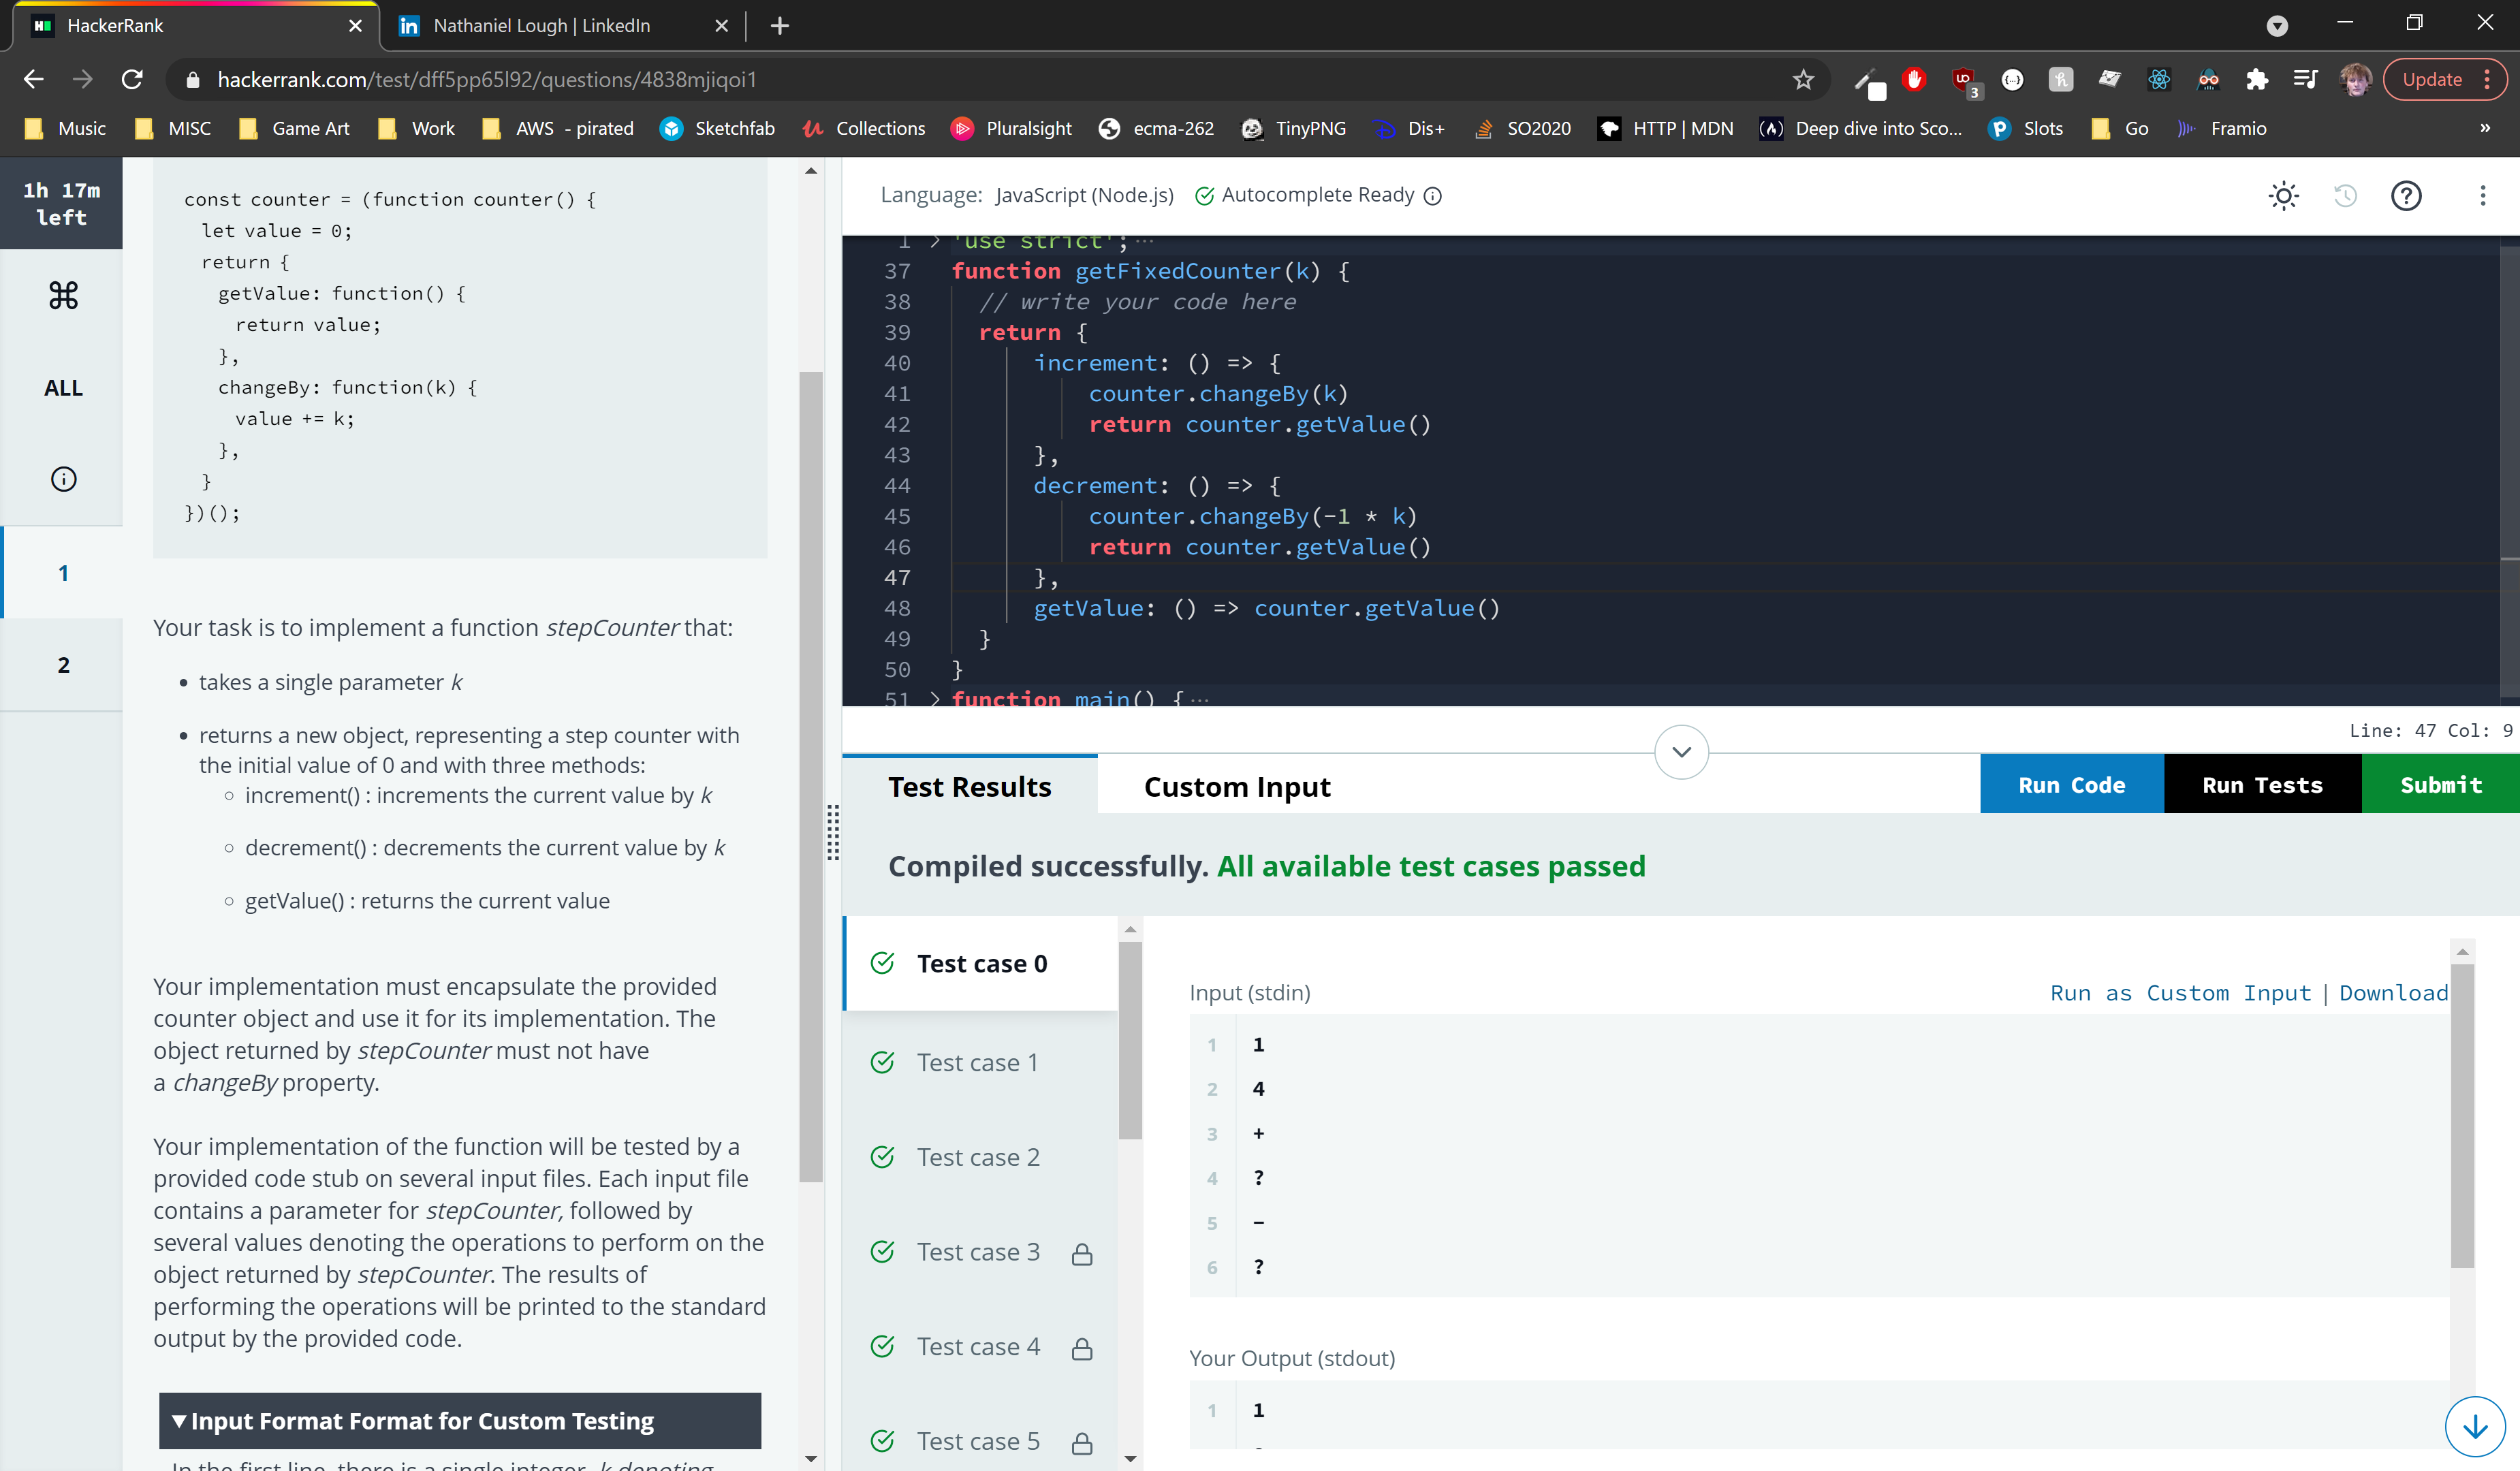 HackerRank
Nathaniel Lough | LinkedIn
hackerrank.com/test/dff5pp65l92/questions/4838mjiqoi1
3
Update
Music
MISC
Game Art
Work
AWS - pirated
Sketchfab
Collections
Pluralsight
ecma-262
TinyPNG
Dis+
SO2020
HTTP | MDN
Deep dive into Sco...
Slots
Go
Framio
»
1h 17m
left
ALL
1
2
const counter = (function counter() {
let value = 0;
return {
getValue: function() {
return value;
},
changeBy: function(k) {
value += k;
},
}
})();
Your task is to implement a function stepCounter that:
• takes a single parameter k
• returns a new object, representing a step counter with
the initial value of 0 and with three methods:
○ increment() : increments the current value by k
○ decrement() : decrements the current value by k
○ getValue() : returns the current value
Your implementation must encapsulate the provided
counter object and use it for its implementation. The
object returned by stepCounter must not have
a changeBy property.
Your implementation of the function will be tested by a
provided code stub on several input files. Each input file
contains a parameter for stepCounter, followed by
several values denoting the operations to perform on the
object returned by stepCounter. The results of
performing the operations will be printed to the standard
output by the provided code.
▼Input Format Format for Custom Testing
In the first line, there is a single integer, k denoting
Language: JavaScript (Node.js)
Autocomplete Ready
1 > 'use strict';···
37 function getFixedCounter(k) {
38 // write your code here
39 return {
40 increment: () => {
41 counter.changeBy(k)
42 return counter.getValue()
43 },
44 decrement: () => {
45 counter.changeBy(-1 * k)
46 return counter.getValue()
47 },
48 getValue: () => counter.getValue()
49 }
50 }
51 > function main() {···
Line: 47 Col: 9
Test Results
Custom Input
Run Code
Run Tests
Submit
Compiled successfully. All available test cases passed
Test case 0
Test case 1
Test case 2
Test case 3
Test case 4
Test case 5
Input (stdin)
Run as Custom Input | Download
1 1
2 4
3 +
4 ?
5 -
6 ?
Your Output (stdout)
1 1